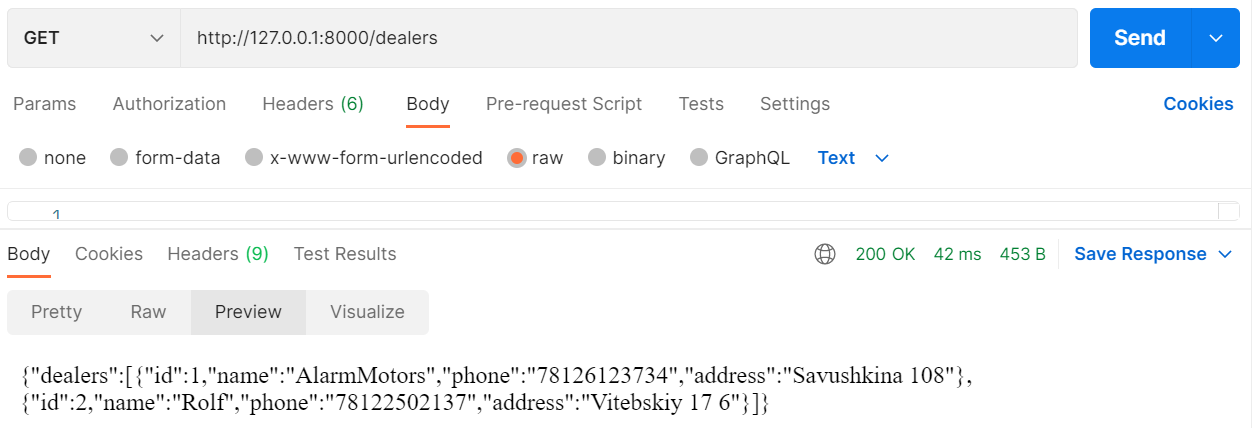 GET http://127.0.0.1:8000/dealers Send
Params Authorization Headers (6) Body Pre-request Script Tests Settings Cookies
none form-data x-www-form-urlencoded raw binary GraphQL Text
1
Body Cookies Headers (9) Test Results 200 OK 42 ms 453 B Save Response
Pretty Raw Preview Visualize
{"dealers":[{"id":1,"name":"AlarmMotors","phone":"78126123734","address":"Savushkina 108"},
{"id":2,"name":"Rolf","phone":"78122502137","address":"Vitebskiy 17 6"}]}